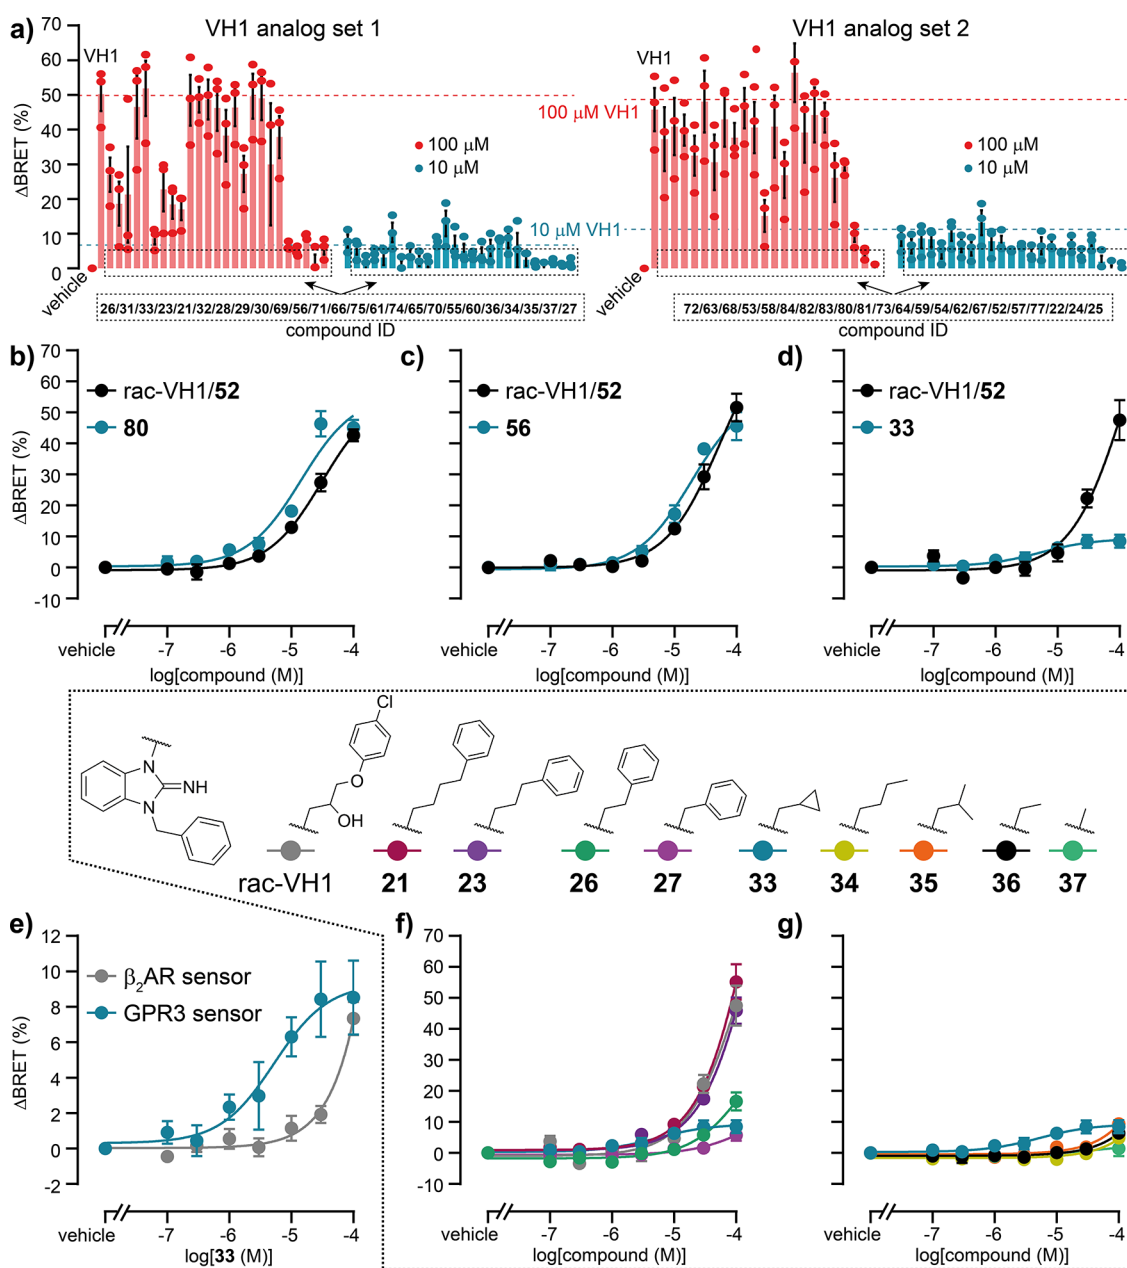 a)
VH1 analog set 1
VH1 analog set 2
ΔBRET (%)
70
60
50
40
30
20
10
0
VH1
VH1
100 μM VH1
100 μM
10 μM
100 μM
10 μM
10 μM VH1
vehicle
vehicle
26/31/33/23/21/32/28/29/30/69/56/71/66/75/61/74/65/70/55/60/36/34/35/37/27
compound ID
72/63/68/53/58/84/82/83/80/81/73/64/59/54/62/67/52/57/77/22/24/25
compound ID
b)
ΔBRET (%)
70
60
50
40
30
20
10
0
-10
rac-VH1/52
80
vehicle
-7
-6
-5
-4
log[compound (M)]
c)
rac-VH1/52
56
vehicle
-7
-6
-5
-4
log[compound (M)]
d)
rac-VH1/52
33
vehicle
-7
-6
-5
-4
log[compound (M)]
N
NH
N
Cl
O
OH
rac-VH1
21
23
26
27
33
34
35
36
37
e)
ΔBRET (%)
12
10
8
6
4
2
0
-2
β2AR sensor
GPR3 sensor
vehicle
-7
-6
-5
-4
log[33 (M)]
f)
70
60
50
40
30
20
10
0
-10
vehicle
-7
-6
-5
-4
log[compound (M)]
g)
vehicle
-7
-6
-5
-4
log[compound (M)]